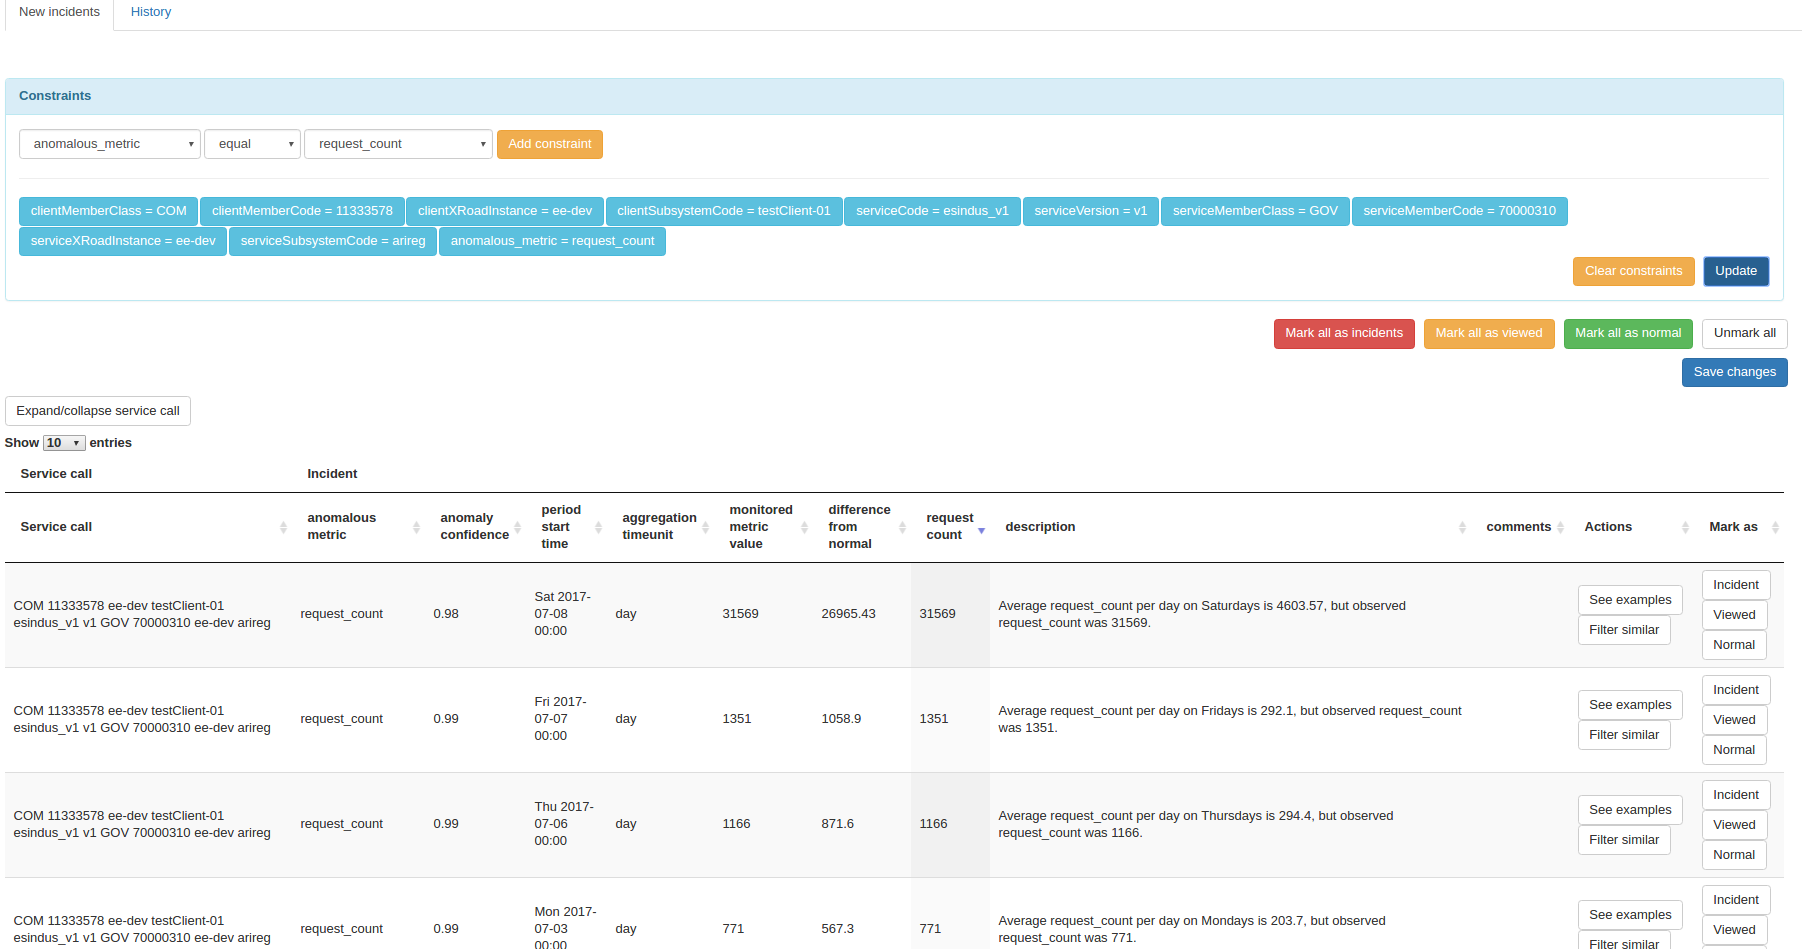 New incidents History
Constraints
anomalous_metric equal request_count Add constraint
clientMemberClass = COM clientMemberCode = 11333578 clientXRoadInstance = ee-dev clientSubsystemCode = testClient-01 serviceCode = esindus_v1 serviceVersion = v1 serviceMemberClass = GOV serviceMemberCode = 70000310
serviceXRoadInstance = ee-dev serviceSubsystemCode = arireg anomalous_metric = request_count
Clear constraints Update
Mark all as incidents Mark all as viewed Mark all as normal Unmark all
Save changes
Expand/collapse service call
Show 10 entries
Service call Incident
Service call
anomalous
metric
anomaly
confidence
period
start
time
aggregation
timeunit
monitored
metric
value
difference
from
normal
request
count
description
comments
Actions
Mark as
COM 11333578 ee-dev testClient-01
esindus_v1 v1 GOV 70000310 ee-dev arireg
request_count
0.98
Sat 2017-
07-08
00:00
day
31569
26965.43
31569
Average request_count per day on Saturdays is 4603.57, but observed
request_count was 31569.
See examples
Filter similar
Incident
Viewed
Normal
COM 11333578 ee-dev testClient-01
esindus_v1 v1 GOV 70000310 ee-dev arireg
request_count
0.99
Fri 2017-
07-07
00:00
day
1351
1058.9
1351
Average request_count per day on Fridays is 292.1, but observed request_count
was 1351.
See examples
Filter similar
Incident
Viewed
Normal
COM 11333578 ee-dev testClient-01
esindus_v1 v1 GOV 70000310 ee-dev arireg
request_count
0.99
Thu 2017-
07-06
00:00
day
1166
871.6
1166
Average request_count per day on Thursdays is 294.4, but observed
request_count was 1166.
See examples
Filter similar
Incident
Viewed
Normal
COM 11333578 ee-dev testClient-01
esindus_v1 v1 GOV 70000310 ee-dev arireg
request_count
0.99
Mon 2017-
07-03
00:00
day
771
567.3
771
Average request_count per day on Mondays is 203.7, but observed
request_count was 771.
See examples
Filter similar
Incident
Viewed